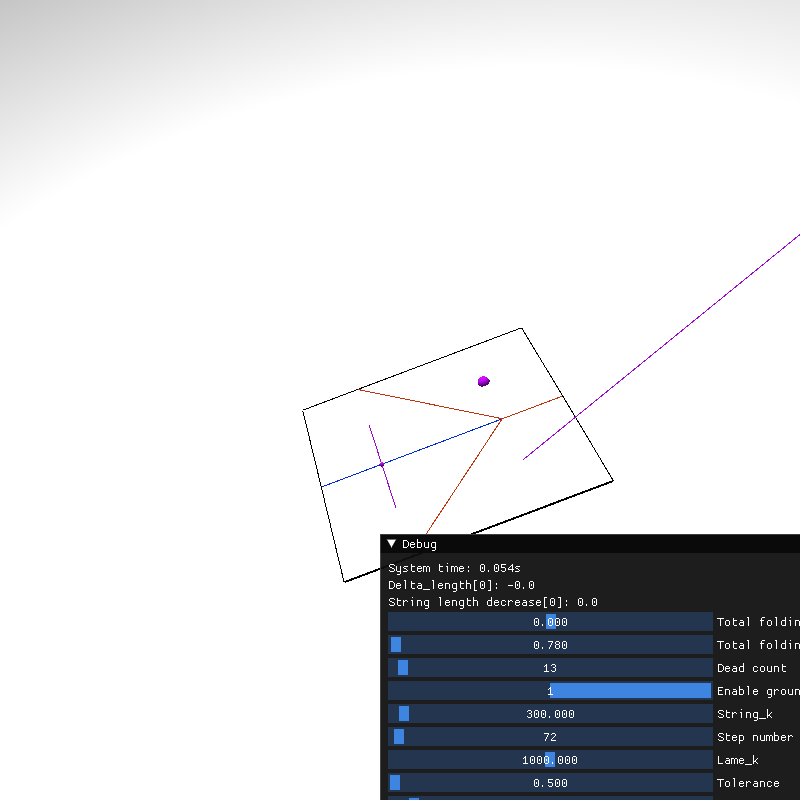 Debug
System time: 0.054s
Delta_length[0]: -0.0
String length decrease[0]: 0.0
0.000 Total foldin
0.780 Total foldin
13 Dead count
1 Enable groun
300.000 String_k
72 Step number
1000.000 Lame_k
0.500 Tolerance